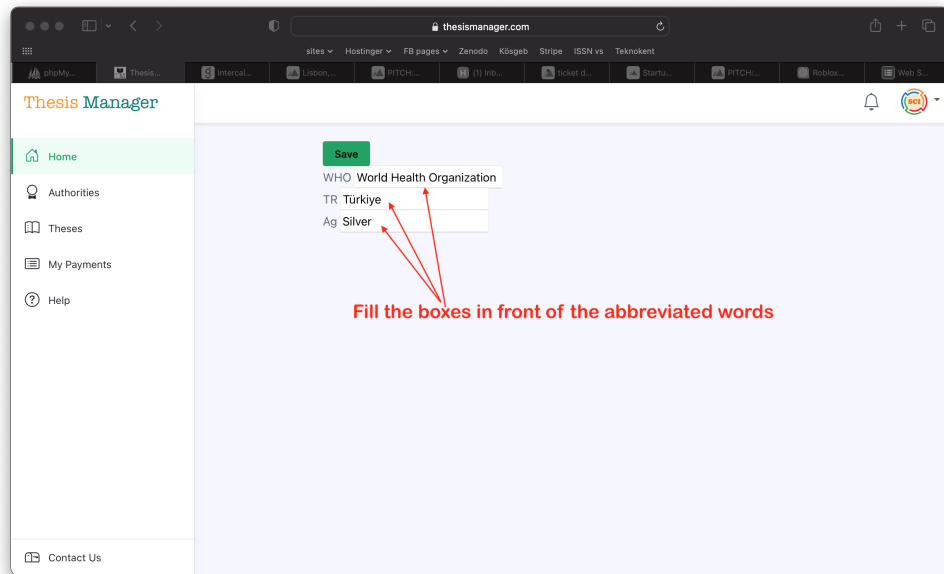 thesismanager.com
sites Hostinger FB pages Zenodo Kösgeb Stripe ISSN vs Teknokent
phpMy... Thesis... Intercal... Lisbon,... PITCH:... (1) Inb... ticket d... Startu... PITCH:... Roblox... Web S...
Thesis Manager
SCI
Home
Save
WHO World Health Organization
Authorities
TR Türkiye
Ag Silver
Theses
My Payments
Help
Fill the boxes in front of the abbreviated words
Contact Us